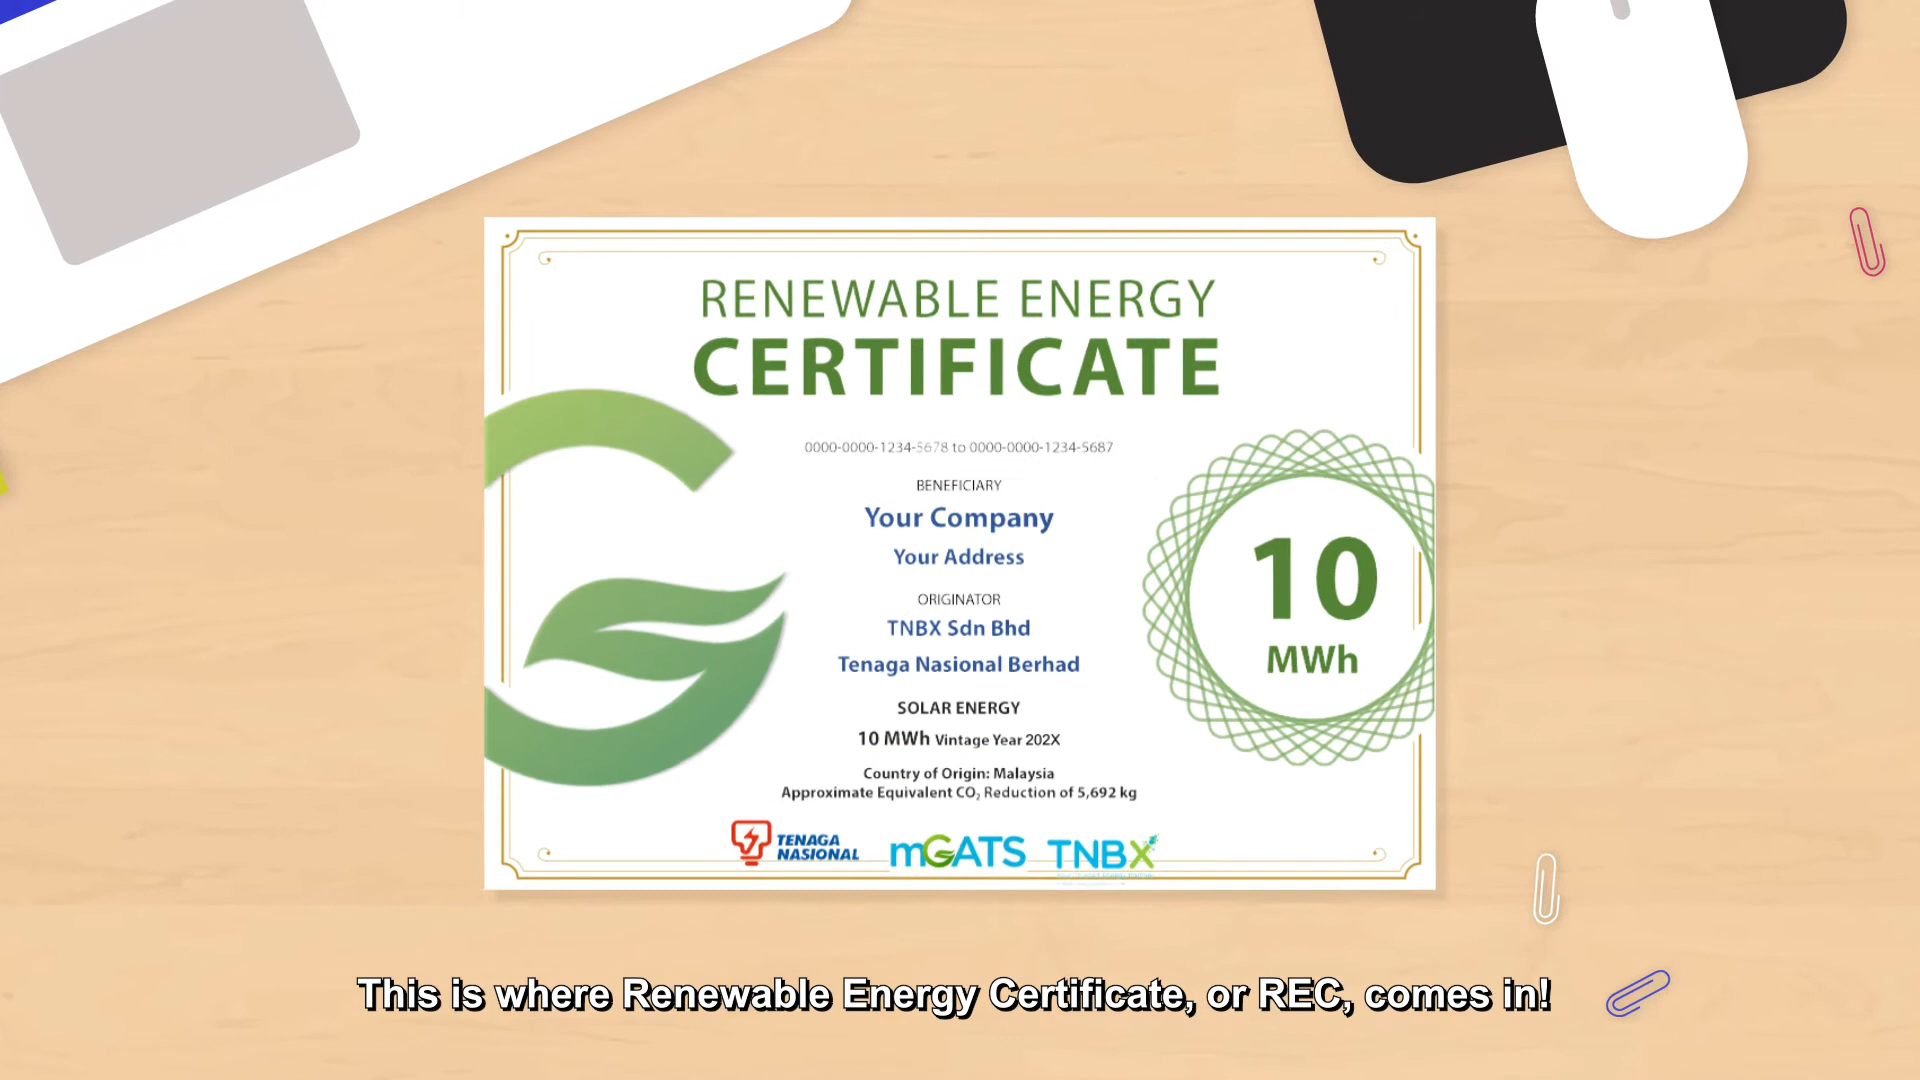 RENEWABLE ENERGY
CERTIFICATE
0000-0000-1234-5678 to 0000-0000-1234-5687
BENEFICIARY
Your Company
Your Address
ORIGINATOR
TNBX Sdn Bhd
Tenaga Nasional Berhad
SOLAR ENERGY
10 MWh Vintage Year 202X
Country of Origin: Malaysia
Approximate Equivalent CO₂ Reduction of 5,692 kg
10
MWh
TENAGA
NASIONAL
mGATS
TNBX
This is where Renewable Energy Certificate, or REC, comes in!